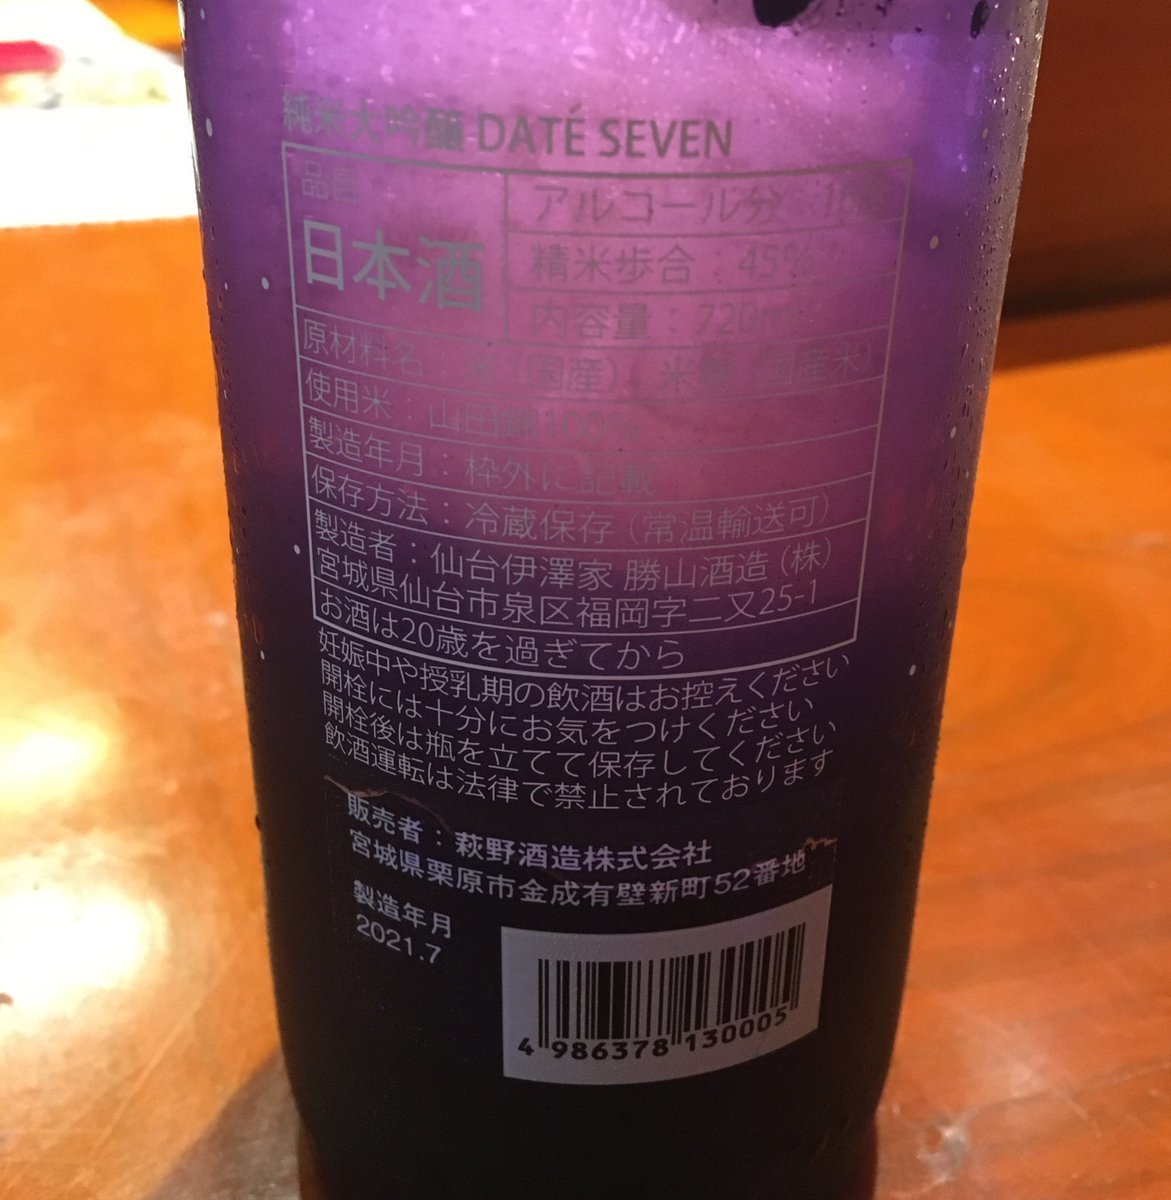 純米大吟醸 DATÉ SEVEN
品目
日本酒
アルコール分：
精米歩合：45%
内容量：720
原材料名：米（国産）、米麹（国産米）
使用米：山田錦100%
製造年月：枠外に記載
保存方法：冷蔵保存（常温輸送可）
製造者：仙台伊澤家 勝山酒造（株）
宮城県仙台市泉区福岡字二又25-1
お酒は20歳を過ぎてから
妊娠中や授乳期の飲酒はお控えください
開栓には十分にお気をつけください
開栓後は瓶を立てて保存してください
飲酒運転は法律で禁止されております
販売者：萩野酒造株式会社
宮城県栗原市金成有壁新町52番地
製造年月
2021.7
4 986378 130005